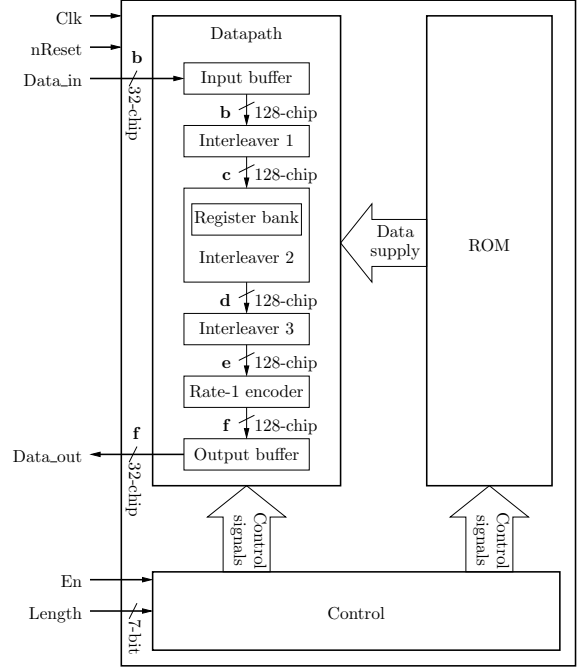 Clk
nReset
Data_in
b
32-chip
Datapath
Input buffer
b
128-chip
Interleaver 1
c
128-chip
Register bank
Interleaver 2
d
128-chip
Interleaver 3
e
128-chip
Rate-1 encoder
f
128-chip
Output buffer
Data_out
f
32-chip
Data
supply
ROM
Control
signals
Control
signals
En
Length
7-bit
Control